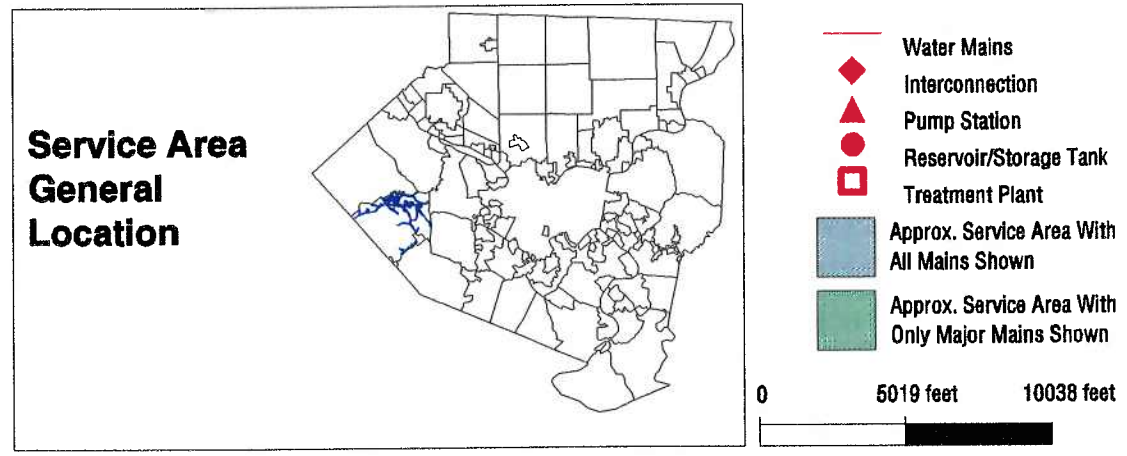 Service Area
General
Location
Water Mains
Interconnection
Pump Station
Reservoir/Storage Tank
Treatment Plant
Approx. Service Area With
All Mains Shown
Approx. Service Area With
Only Major Mains Shown
0 5019 feet 10038 feet